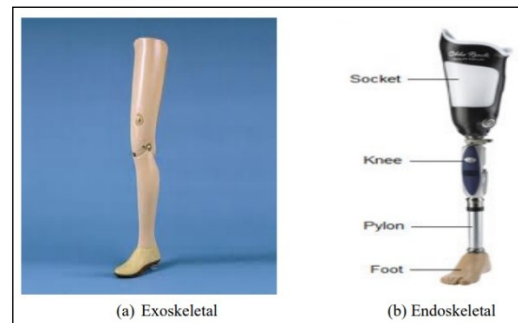 Socket
Knee
Pylon
Foot
(a) Exoskeletal
(b) Endoskeletal